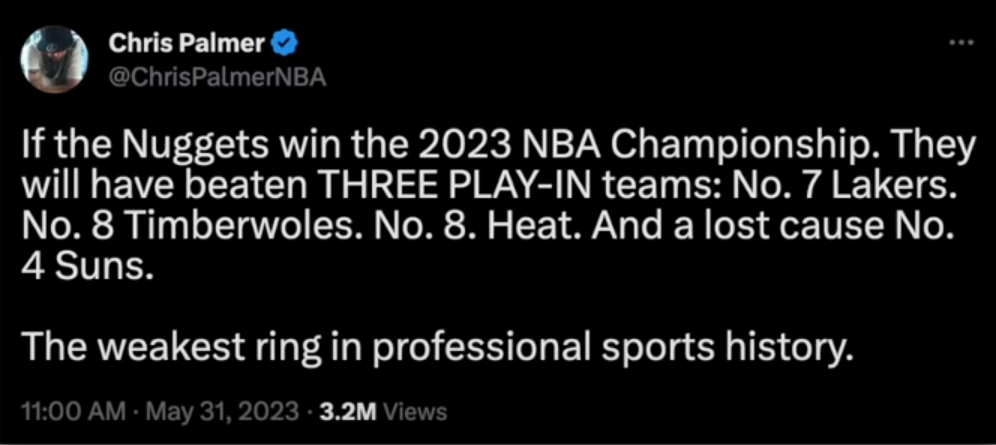 Chris Palmer
@ChrisPalmerNBA
If the Nuggets win the 2023 NBA Championship. They
will have beaten THREE PLAY-IN teams: No. 7 Lakers.
No. 8 Timberwoles. No. 8. Heat. And a lost cause No.
4 Suns.
The weakest ring in professional sports history.
11:00 AM · May 31, 2023 · 3.2M Views